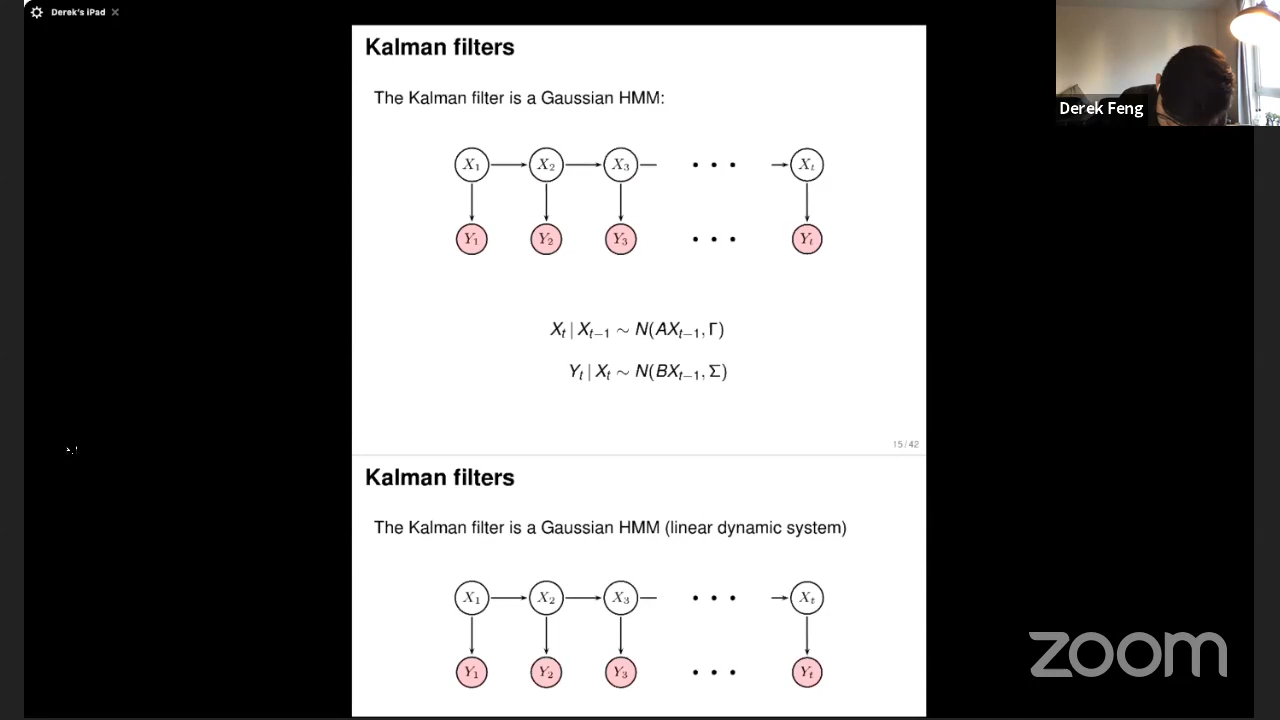 Derek's iPad
Kalman filters
The Kalman filter is a Gaussian HMM:
X₁ X₂ X₃ • • • Xₜ
Y₁ Y₂ Y₃ • • • Yₜ
Xₜ | Xₜ₋₁ ~ N(AXₜ₋₁, Γ)
Yₜ | Xₜ ~ N(BXₜ₋₁, Σ)
15/42
Kalman filters
The Kalman filter is a Gaussian HMM (linear dynamic system)
X₁ X₂ X₃ • • • Xₜ
Y₁ Y₂ Y₃ • • • Yₜ
Derek Feng
zoom